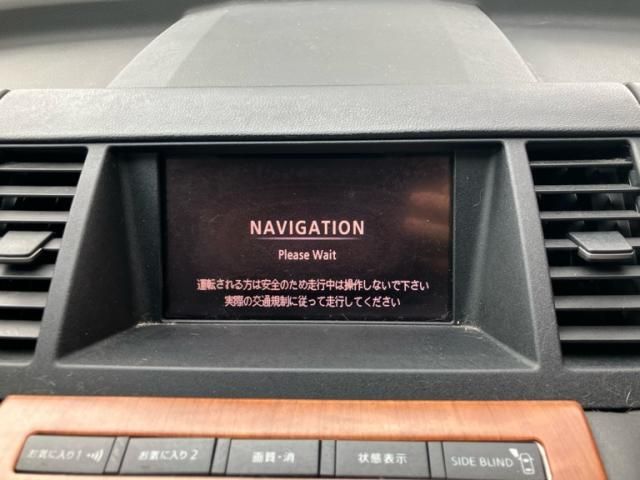 NAVIGATION
Please Wait
運転される方は安全のため走行中は操作しないで下さい
実際の交通規制に従って走行してください
お気に入り1 お気に入り2 画質・消 状態表示 SIDE BLIND